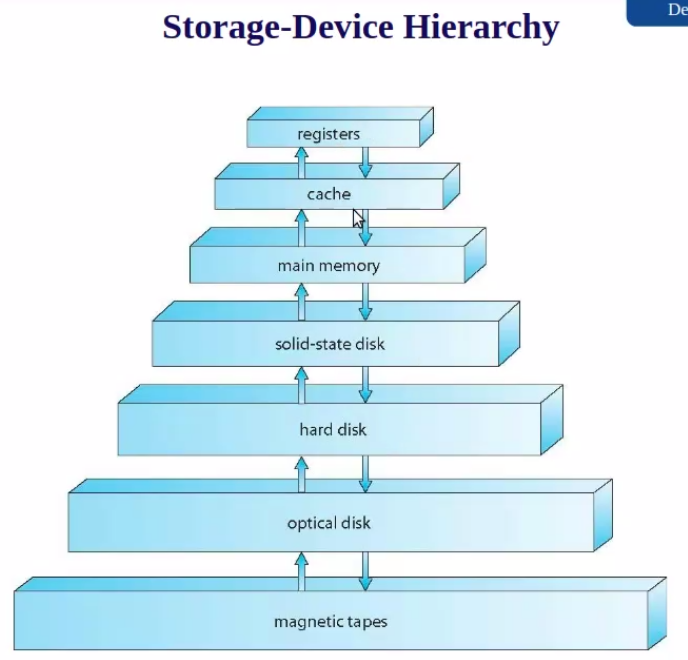 De
Storage-Device Hierarchy
registers
cache
main memory
solid-state disk
hard disk
optical disk
magnetic tapes